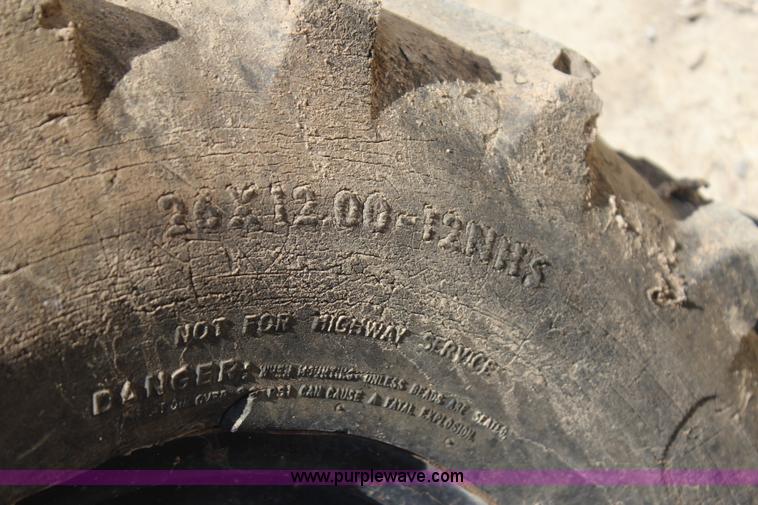 26X12.00-12NHS
NOT FOR HIGHWAY SERVICE
DANGER: WHEN MOUNTING UNLESS BEADS ARE SEATED,
CAN CAUSE A FATAL EXPLOSION.
www.purplewave.com